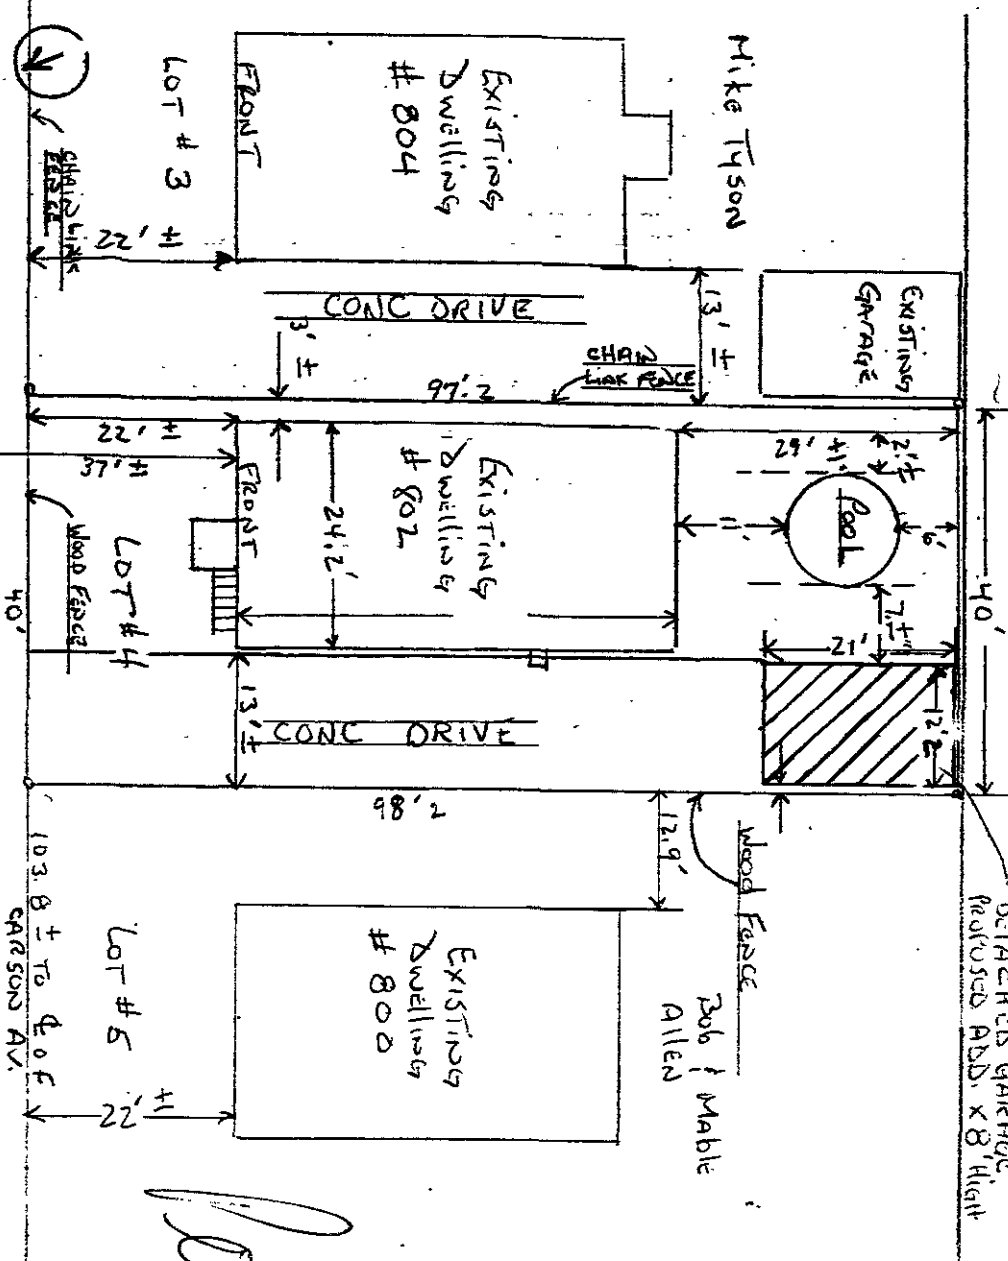 Mike Tyson
EXISTING
DWELLING
# 804
FRONT
LOT # 3
CHAIN LINK
FENCE
22' ±
CONC DRIVE
13' ±
EXISTING
GARAGE
3' ±
CHAIN
LINK FENCE
97'.2
22' ±
37' ±
FRONT
EXISTING
DWELLING
# 802
24.2'
29' ±
2' ±
POOL
6'
11'
7' ±
40'
21'
12'2
WOOD FENCE
LOT # 4
40'
13' ±
CONC DRIVE
98'2
12.9'
WOOD FENCE
Bob & Mable
Allen
DETACHED GARAGE
PROPOSED ADD. X 8' HIGH
EXISTING
DWELLING
# 800
LOT # 5
22' ±
103.8 ± TO ℄ OF
CARSON AV.